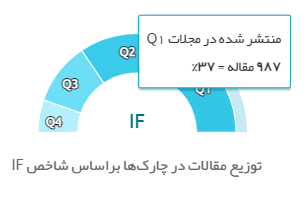 منتشر شده در مجلات Q۱
۹۸۷ مقاله = ۳۷٪
Q2
Q3
Q1
Q4
IF
توزیع مقالات در چارک‌ها براساس شاخص IF